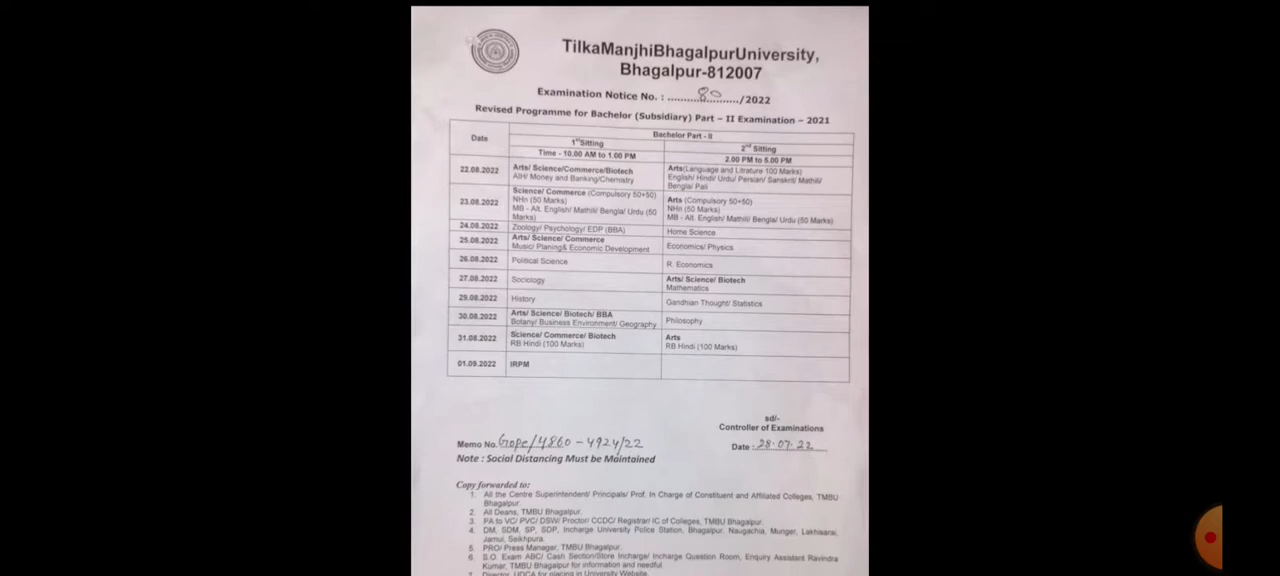 TilkaManjhiBhagalpurUniversity,
Bhagalpur-812007
Examination Notice No. : ......80....../2022
Revised Programme for Bachelor (Subsidiary) Part – II Examination – 2021
Date
Bachelor Part - II
1st Sitting
Time - 10.00 AM to 1.00 PM
2nd Sitting
2.00 PM to 5.00 PM
22.08.2022
Arts/ Science/Commerce/Biotech
AIH/ Money and Banking/Chemistry
Arts(Language and Litrature 100 Marks)
English/ Hindi/ Urdu/ Persian/ Sanskrit/ Maithili/
Bengla/ Pali
23.08.2022
Science/ Commerce (Compulsory 50+50)
NHn (50 Marks)
MB - Alt. English/ Mathili/ Bengla/ Urdu (50
Marks)
Arts (Compulsory 50+50)
NHn (50 Marks)
MB - Alt. English/ Mathili/ Bengla/ Urdu (50 Marks)
24.08.2022
Zoology/ Psychology/ EDP (BBA)
Home Science
25.08.2022
Arts/ Science/ Commerce
Music/ Planing& Economic Development
Economics/ Physics
26.08.2022
Political Science
R. Economics
27.08.2022
Sociology
Arts/ Science/ Biotech
Mathematics
29.08.2022
History
Gandhian Thought/ Statistics
30.08.2022
Arts/ Science/ Biotech/ BBA
Botany/ Business Environment/ Geography
Philosophy
31.08.2022
Science/ Commerce/ Biotech
RB Hindi (100 Marks)
Arts
RB Hindi (100 Marks)
01.09.2022
IRPM
sd/-
Controller of Examinations
Date : 28.07.22
Memo No. /4860 – 4924/22
Note : Social Distancing Must be Maintained
Copy forwarded to:
1. All the Centre Superintendent/ Principals/ Prof. In Charge of Constituent and Affiliated Colleges, TMBU
Bhagalpur.
2. All Deans, TMBU Bhagalpur.
3. PA to VC/ PVC/ DSW/ Proctor/ CCDC/ Registrar/ IC of Colleges, TMBU Bhagalpur.
4. DM, SDM, SP, SDP, Incharge University Police Station, Bhagalpur, Naugachia, Munger, Lakhisarai,
Jamui, Seikhpura
5. PRO/ Press Manager, TMBU Bhagalpur.
6. S.O. Exam ABC/ Cash Section/Store Incharge/ Incharge Question Room, Enquiry Assistant Ravindra
Kumar, TMBU Bhagalpur for information and needful
7. Director, UDCA for placing in University Website.